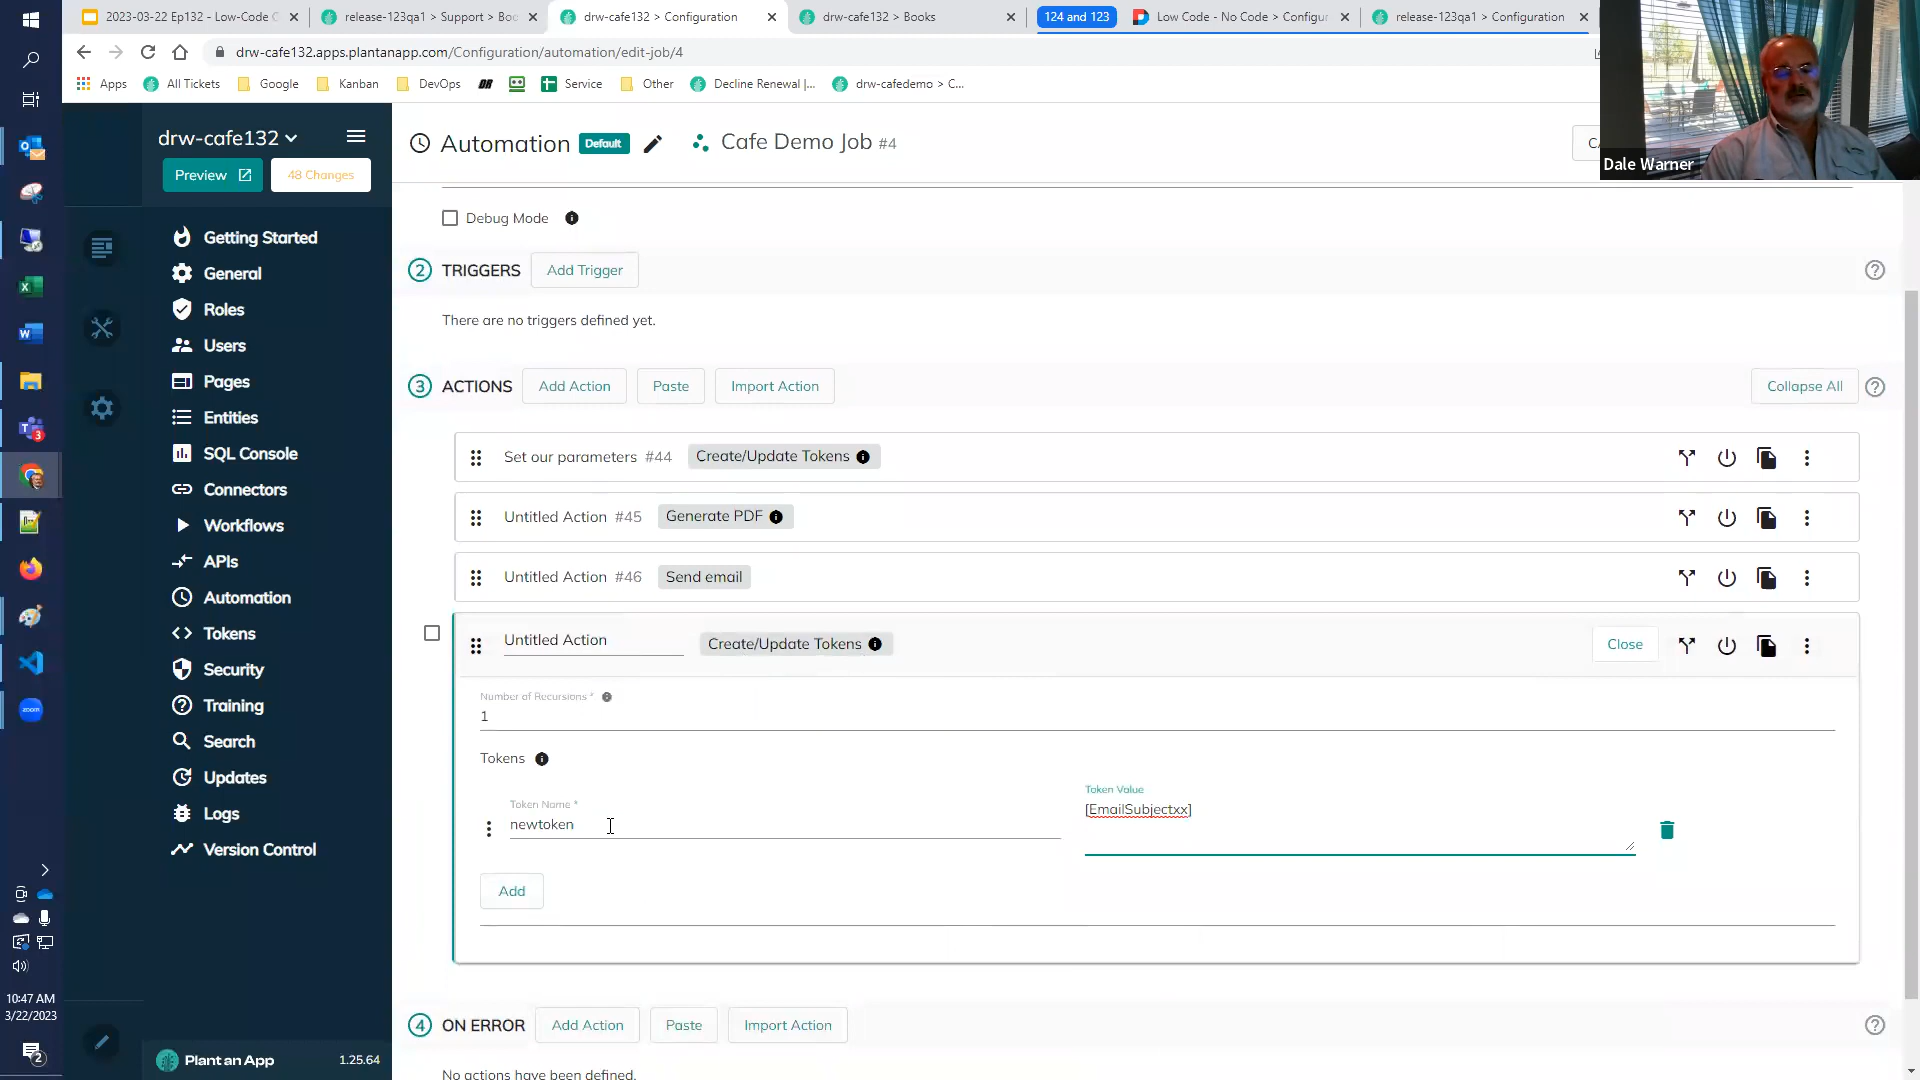 2023-03-22 Ep132 - Low-Code C
release-123qa1 > Support > Boo
drw-cafe132 > Configuration
drw-cafe132 > Books
124 and 123
Low Code - No Code > Configur
release-123qa1 > Configuration
drw-cafe132.apps.plantanapp.com/Configuration/automation/edit-job/4
Apps
All Tickets
Google
Kanban
DevOps
Service
Other
Decline Renewal |...
drw-cafedemo > C...
Dale Warner
drw-cafe132
Preview
48 Changes
Automation
Default
Cafe Demo Job #4
CA
Getting Started
General
Roles
Users
Pages
Entities
SQL Console
Connectors
Workflows
APIs
Automation
Tokens
Security
Training
Search
Updates
Logs
Version Control
Plant an App
1.25.64
Debug Mode
2 TRIGGERS
Add Trigger
There are no triggers defined yet.
3 ACTIONS
Add Action
Paste
Import Action
Collapse All
Set our parameters #44
Create/Update Tokens
Untitled Action #45
Generate PDF
Untitled Action #46
Send email
Untitled Action
Create/Update Tokens
Close
Number of Recursions *
1
Tokens
Token Name *
newtoken
Token Value
[EmailSubjectxx]
Add
4 ON ERROR
Add Action
Paste
Import Action
No actions have been defined.
10:47 AM
3/22/2023
2